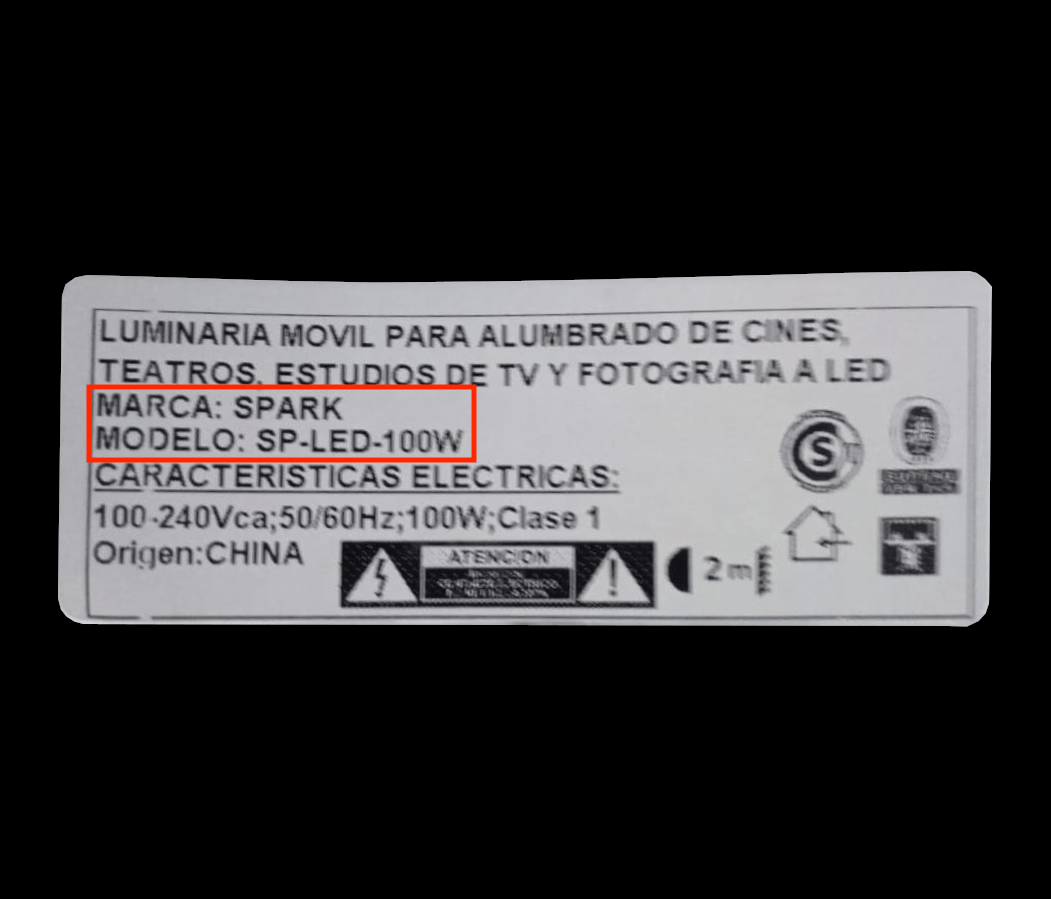 LUMINARIA MOVIL PARA ALUMBRADO DE CINES,
TEATROS, ESTUDIOS DE TV Y FOTOGRAFIA A LED
MARCA: SPARK
MODELO: SP-LED-100W
CARACTERISTICAS ELECTRICAS:
100-240Vca;50/60Hz;100W;Clase 1
Origen:CHINA
ATENCION
2 m
S